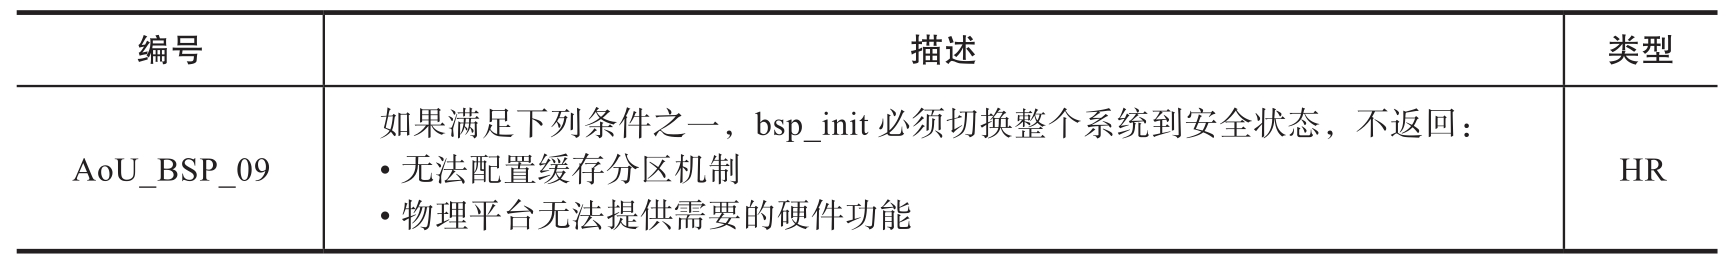 编号 描述 类型
如果满足下列条件之一，bsp_init 必须切换整个系统到安全状态，不返回：
AoU_BSP_09 • 无法配置缓存分区机制 HR
• 物理平台无法提供需要的硬件功能